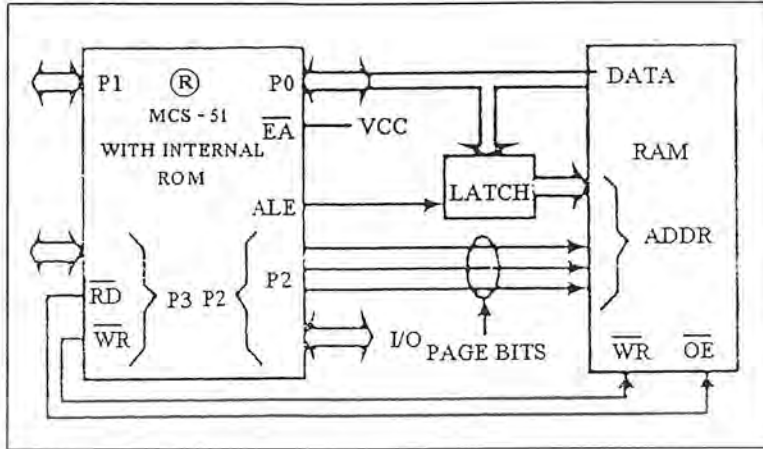 P1 ® P0 DATA
MCS - 51
EA VCC
WITH INTERNAL
ROM
RAM
LATCH
ALE
ADDR
P2
RD P3 P2
WR I/O PAGE BITS WR OE